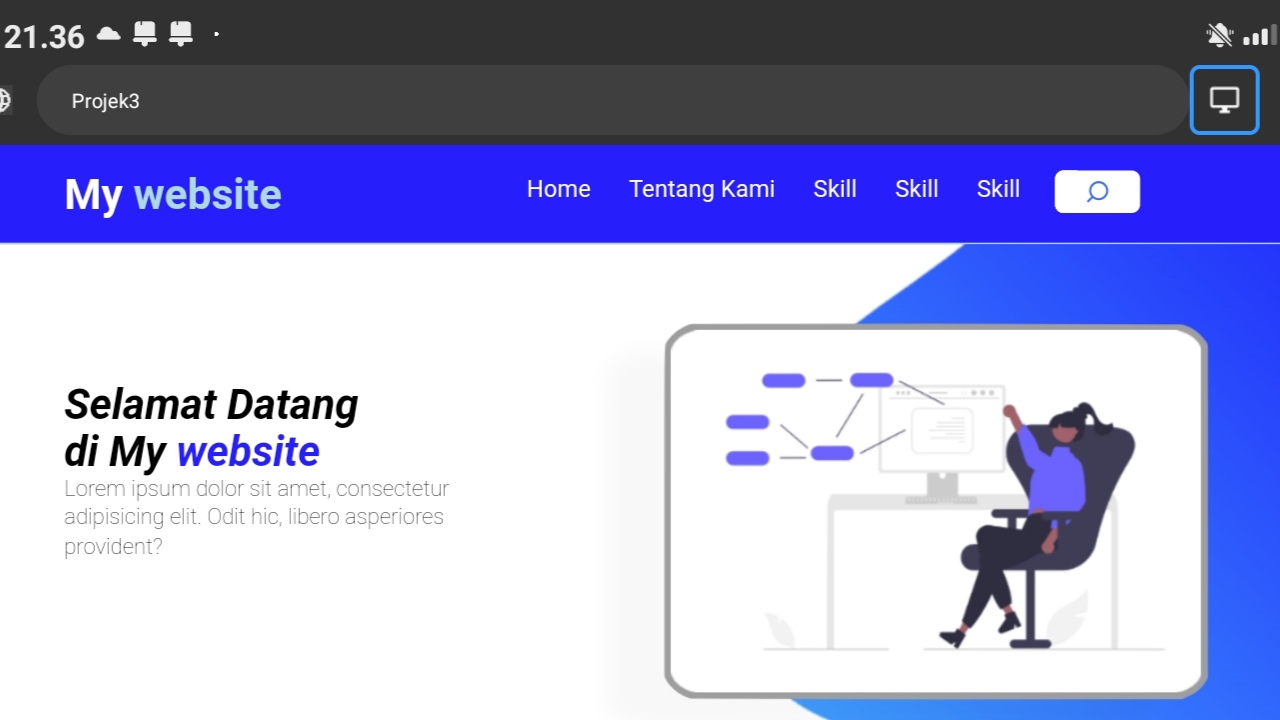 21.36
Projek3
My website
Home Tentang Kami Skill Skill Skill
Selamat Datang
di My website
Lorem ipsum dolor sit amet, consectetur
adipisicing elit. Odit hic, libero asperiores
provident?